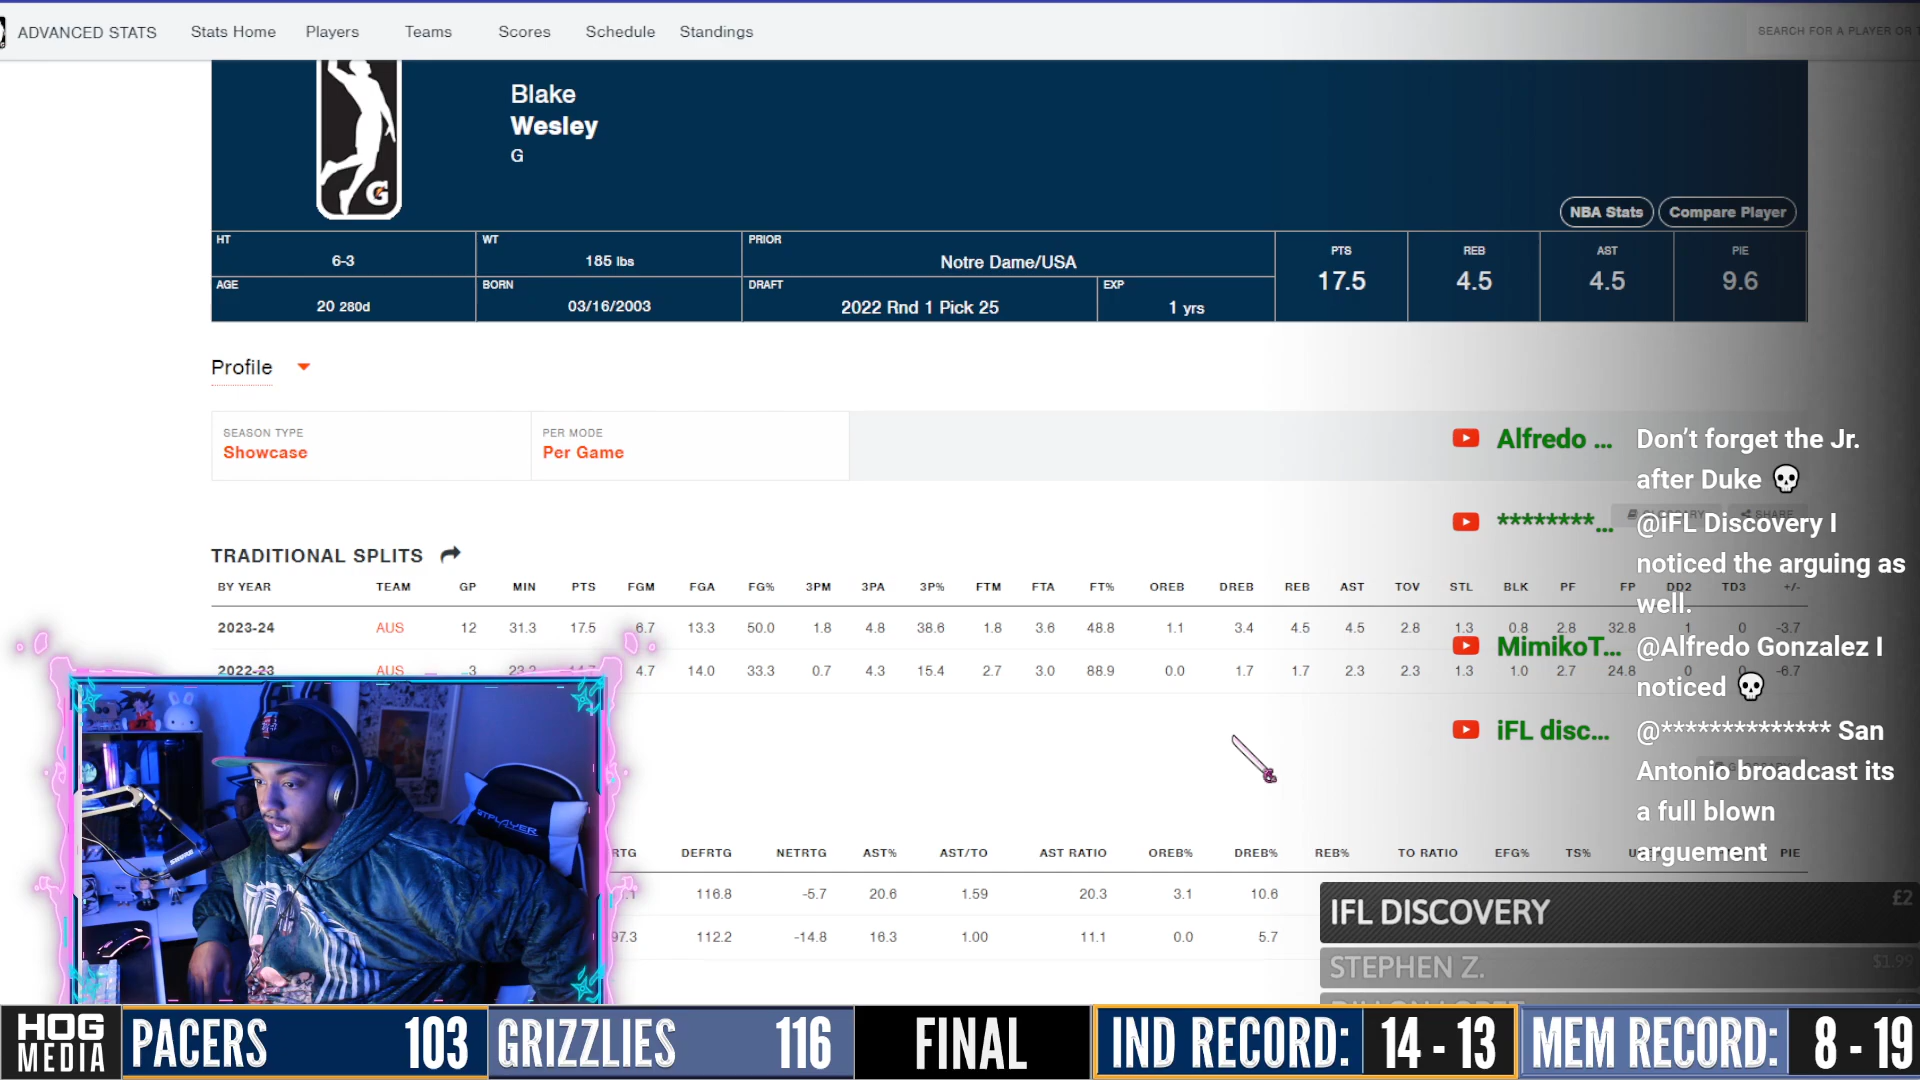 ADVANCED STATS Stats Home Players Teams Scores Schedule Standings SEARCH FOR A PLAYER OR
Blake
Wesley
G
G
NBA Stats Compare Player
HT WT PRIOR
6-3 185 lbs Notre Dame/USA
PTS REB AST PIE
17.5 4.5 4.5 9.6
AGE BORN DRAFT EXP
20 280d 03/16/2003 2022 Rnd 1 Pick 25 1 yrs
Profile
SEASON TYPE PER MODE
Showcase Per Game
Alfredo ... Don't forget the Jr.
after Duke 💀
GLOSSARY SHARE
********... @iFL Discovery I
noticed the arguing as
well.
MimikoT... @Alfredo Gonzalez I
noticed 💀
iFL disc... @************** San
Antonio broadcast its
a full blown
arguement
TRADITIONAL SPLITS
BY YEAR TEAM GP MIN PTS FGM FGA FG% 3PM 3PA 3P% FTM FTA FT% OREB DREB REB AST TOV STL BLK PF FP DD2 TD3 +/-
2023-24 AUS 12 31.3 17.5 6.7 13.3 50.0 1.8 4.8 38.6 1.8 3.6 48.8 1.1 3.4 4.5 4.5 2.8 1.3 0.8 2.8 32.8 1 0 -3.7
2022-23 AUS 3 4.7 14.0 33.3 0.7 4.3 15.4 2.7 3.0 88.9 0.0 1.7 1.7 2.3 2.3 1.3 1.0 2.7 24.8 0 0 -6.7
RTG DEFRTG NETRTG AST% AST/TO AST RATIO OREB% DREB% REB% TO RATIO EFG% TS% PIE
.1 116.8 -5.7 20.6 1.59 20.3 3.1 10.6
97.3 112.2 -14.8 16.3 1.00 11.1 0.0 5.7
IFL DISCOVERY £2
STEPHEN Z. $1.99
HOG
MEDIA
PACERS 103 GRIZZLIES 116 FINAL IND RECORD: 14 - 13 MEM RECORD: 8 - 19